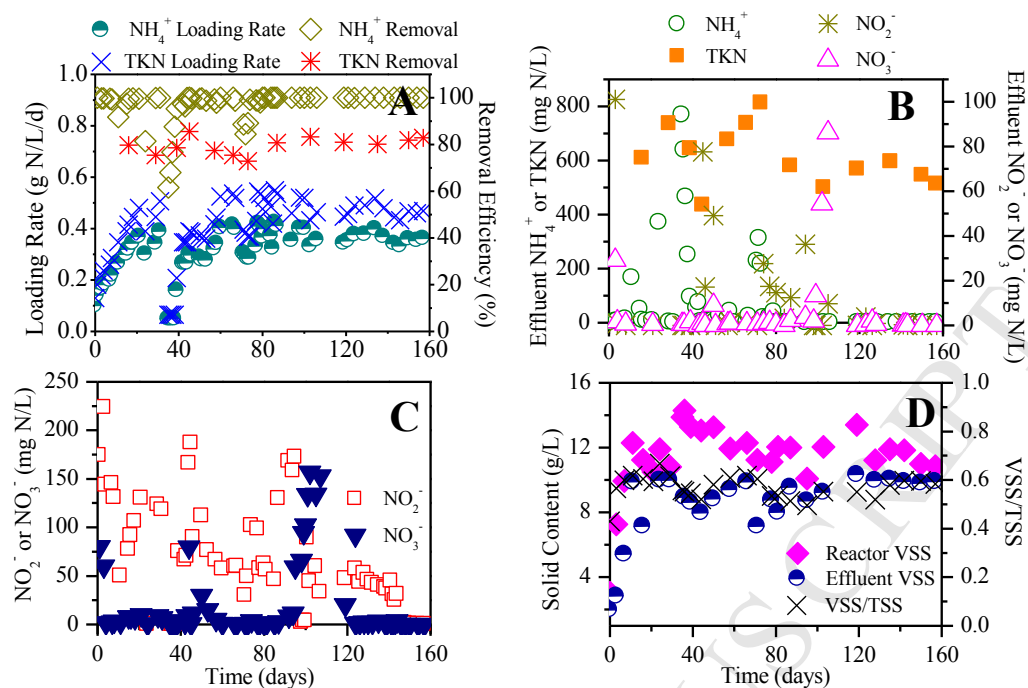 NH₄⁺ Loading Rate NH₄⁺ Removal
TKN Loading Rate TKN Removal
A
Loading Rate (g N/L/d)
1.0
0.8
0.6
0.4
0.2
0.0
Removal Efficiency (%)
100
80
60
40
20
0
0 40 80 120 160
NH₄⁺ NO₂⁻
TKN NO₃⁻
B
Effluent NH₄⁺ or TKN (mg N/L)
800
600
400
200
0
Effluent NO₂⁻ or NO₃⁻ (mg N/L)
100
80
60
40
20
0
0 40 80 120 160
C
NO₂⁻ or NO₃⁻ (mg N/L)
250
200
150
100
50
0
NO₂⁻
NO₃⁻
0 40 80 120 160
Time (days)
D
Solid Content (g/L)
16
12
8
4
VSS/TSS
1.0
0.8
0.6
0.4
0.2
0.0
Reactor VSS
Effluent VSS
VSS/TSS
0 40 80 120 160
Time (days)
SCRIPT